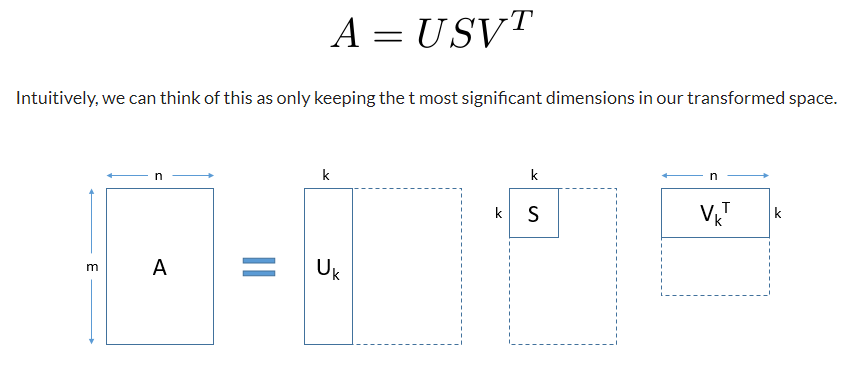 A = USV^T
Intuitively, we can think of this as only keeping the t most significant dimensions in our transformed space.
n k k n
m A = U_k k S V_k^T k